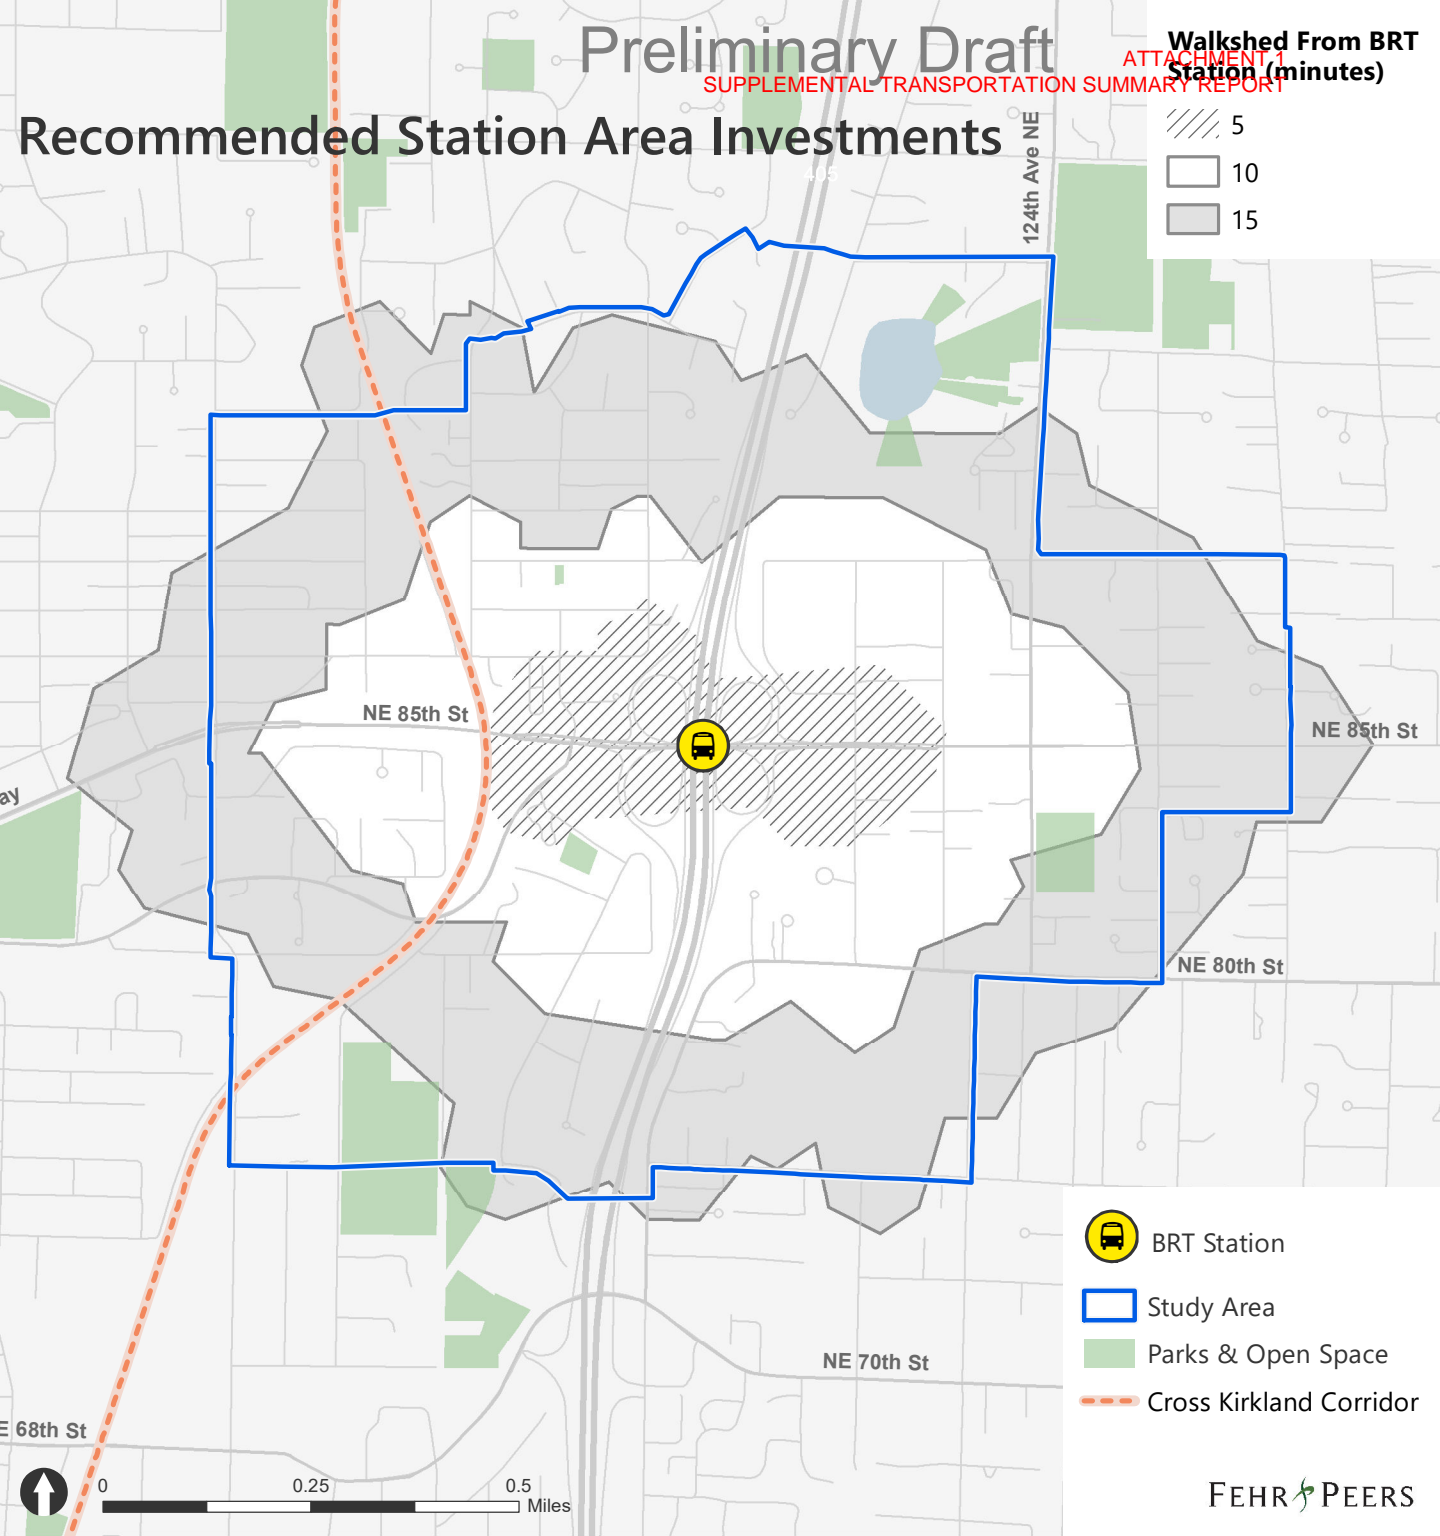 Preliminary Draft
ATTACHMENT 1
SUPPLEMENTAL TRANSPORTATION SUMMARY REPORT
Recommended Station Area Investments
Walkshed From BRT
Station (minutes)
5
10
15
405
124th Ave NE
NE 85th St
NE 85th St
ay
NE 80th St
NE 70th St
E 68th St
BRT Station
Study Area
Parks & Open Space
Cross Kirkland Corridor
0 0.25 0.5
Miles
FEHR PEERS